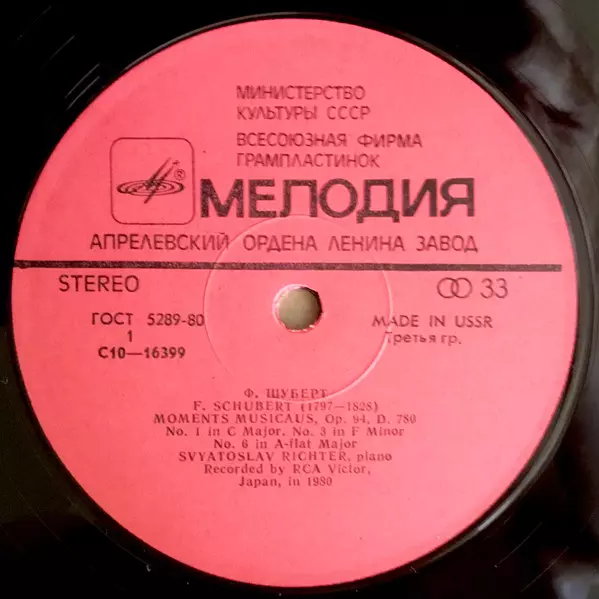 МИНИСТЕРСТВО
КУЛЬТУРЫ СССР
ВСЕСОЮЗНАЯ ФИРМА
ГРАМПЛАСТИНОК
®
МЕЛОДИЯ
АПРЕЛЕВСКИЙ ОРДЕНА ЛЕНИНА ЗАВОД
STEREO
33
ГОСТ 5289-80
MADE IN USSR
1
Третья гр.
С10—16399
Ф. ШУБЕРТ
F. SCHUBERT (1797—1828)
MOMENTS MUSICAUS, Op. 94, D. 780
No. 1 in C Major, No. 3 in F Minor
No. 6 in A-flat Major
SVYATOSLAV RICHTER, piano
Recorded by RCA Victor,
Japan, in 1980